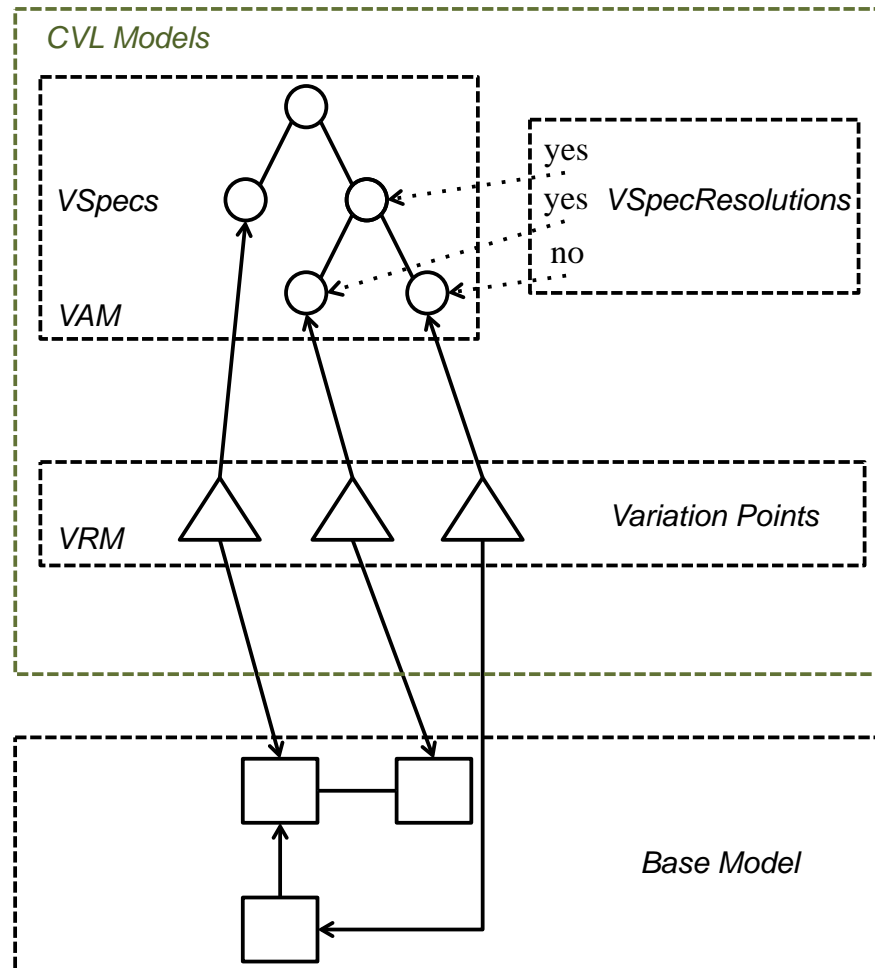 CVL Models
yes
VSpecs
yes
VSpecResolutions
no
VAM
VRM
Variation Points
Base Model